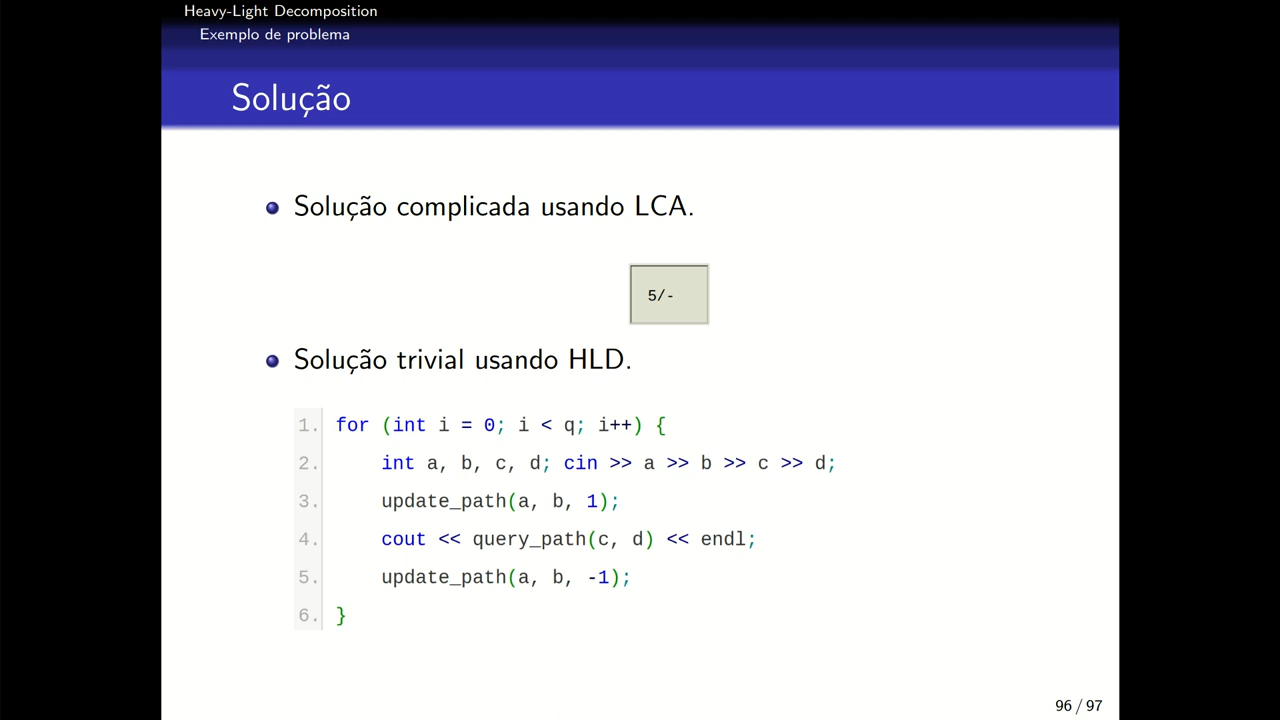 Heavy-Light Decomposition
Exemplo de problema
Solução
Solução complicada usando LCA.
5/-
Solução trivial usando HLD.
1. for (int i = 0; i < q; i++) {
2.     int a, b, c, d; cin >> a >> b >> c >> d;
3.     update_path(a, b, 1);
4.     cout << query_path(c, d) << endl;
5.     update_path(a, b, -1);
6. }
96 / 97